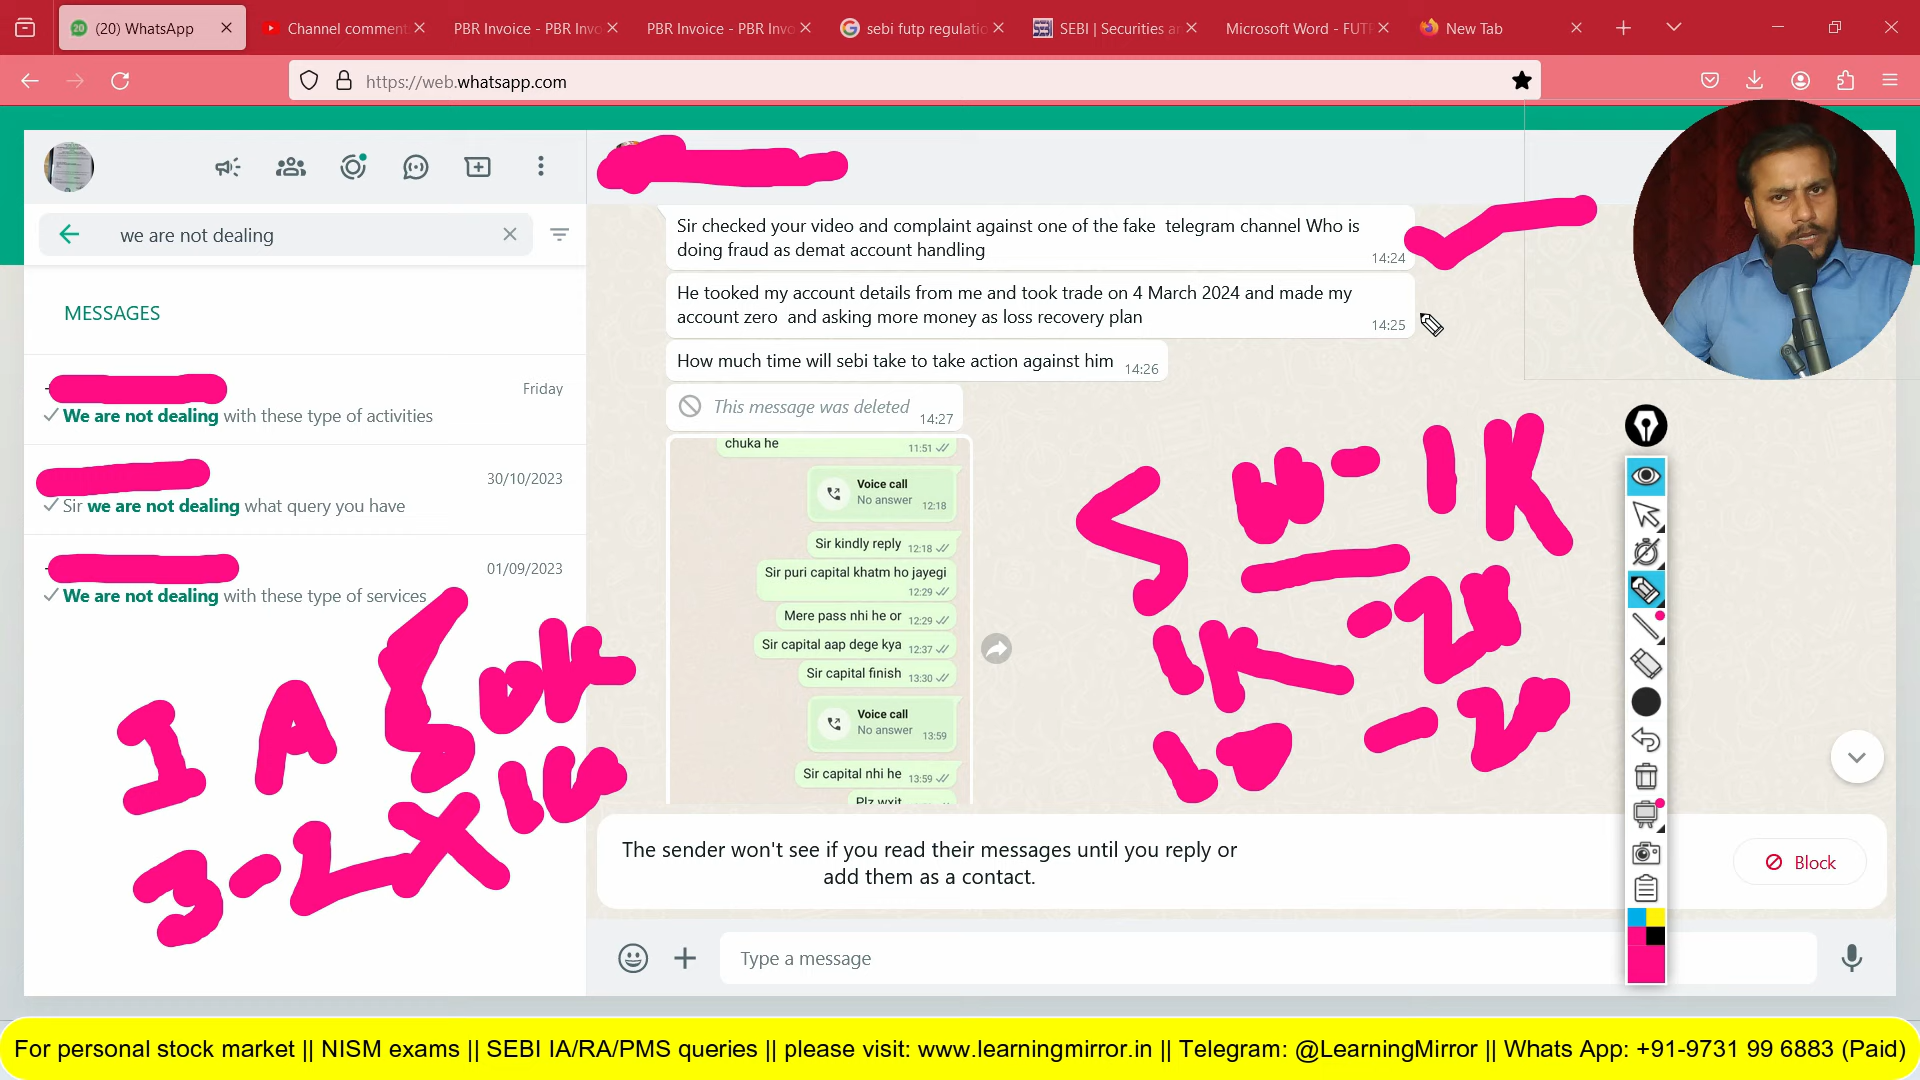 (20) WhatsApp
Channel comment
PBR Invoice - PBR Invo
PBR Invoice - PBR Invo
sebi futp regulatio
SEBI | Securities an
Microsoft Word - FUTP
New Tab
https://web.whatsapp.com
we are not dealing
MESSAGES
Friday
We are not dealing with these type of activities
30/10/2023
Sir we are not dealing what query you have
01/09/2023
We are not dealing with these type of services
Sir checked your video and complaint against one of the fake telegram channel Who is
doing fraud as demat account handling
14:24
He tooked my account details from me and took trade on 4 March 2024 and made my
account zero and asking more money as loss recovery plan
14:25
How much time will sebi take to take action against him 14:26
This message was deleted 14:27
chuka he
11:51
Voice call
No answer 12:18
Sir kindly reply 12:18
Sir puri capital khatm ho jayegi
12:29
Mere pass nhi he or 12:29
Sir capital aap dege kya 12:37
Sir capital finish 13:30
Voice call
No answer 13:59
Sir capital nhi he 13:59
Plz wxit
The sender won't see if you read their messages until you reply or
add them as a contact.
Block
Type a message
I A
3-2X
1K
For personal stock market || NISM exams || SEBI IA/RA/PMS queries || please visit: www.learningmirror.in || Telegram: @LearningMirror || Whats App: +91-9731 99 6883 (Paid)